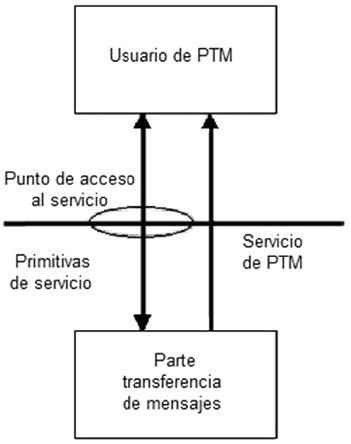 Usuario de PTM
Punto de acceso
al servicio
Servicio
de PTM
Primitivas
de servicio
Parte
transferencia
de mensajes